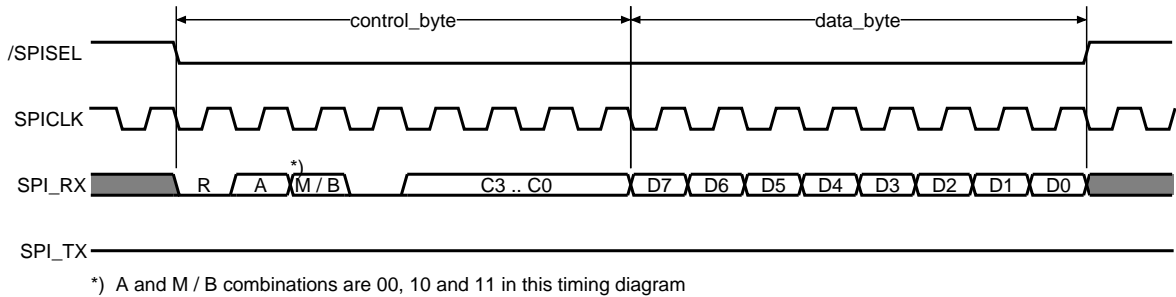 control_byte data_byte
/SPISEL
SPICLK
*)
SPI_RX R A M / B C3 .. C0 D7 D6 D5 D4 D3 D2 D1 D0
SPI_TX
*) A and M / B combinations are 00, 10 and 11 in this timing diagram